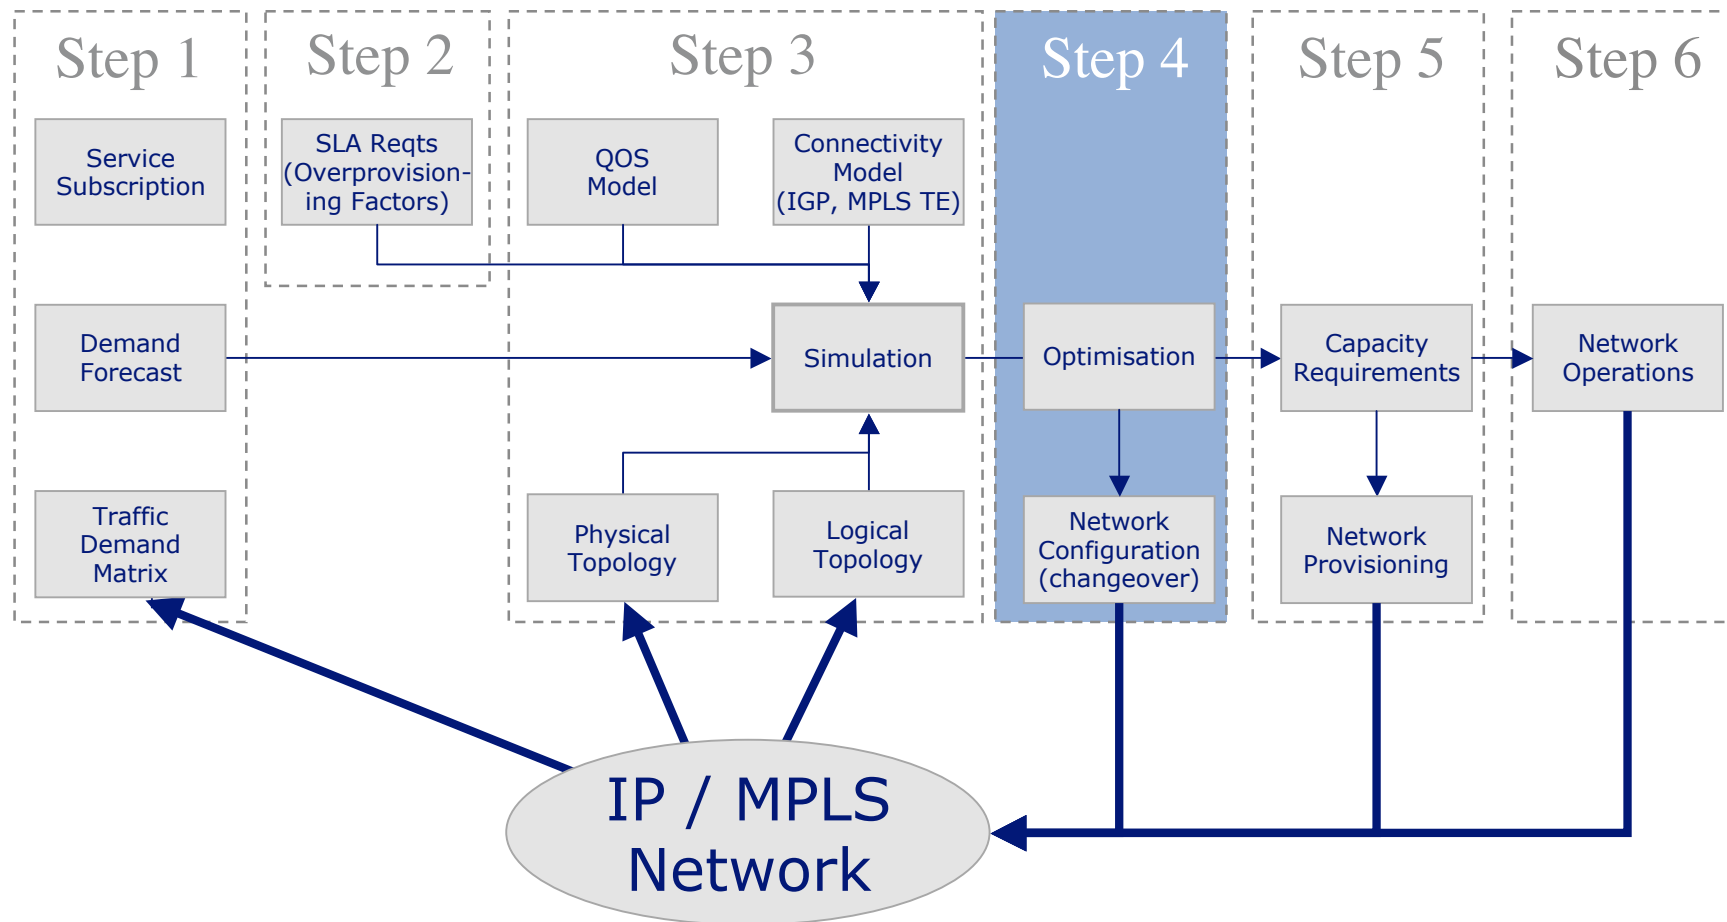 Step 1
Step 2
Step 3
Step 4
Step 5
Step 6
Service
Subscription
SLA Reqts
(Overprovision-
ing Factors)
QOS
Model
Connectivity
Model
(IGP, MPLS TE)
Demand
Forecast
Simulation
Optimisation
Capacity
Requirements
Network
Operations
Traffic
Demand
Matrix
Physical
Topology
Logical
Topology
Network
Configuration
(changeover)
Network
Provisioning
IP / MPLS
Network